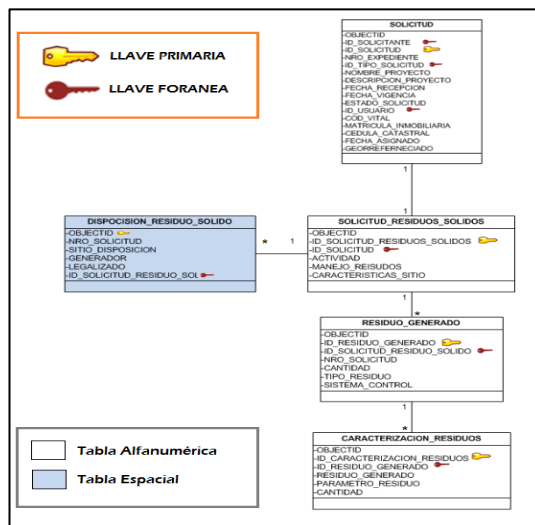 LLAVE PRIMARIA
LLAVE FORANEA
SOLICITUD
-OBJECTID
-ID_SOLICITANTE
-ID_SOLICITUD
-NRO_EXPEDIENTE
-ID_TIPO_SOLICITUD
-NOMBRE_PROYECTO
-DESCRIPCION_PROYECTO
-FECHA_RECEPCION
-FECHA_VIGENCIA
-ESTADO_SOLICITUD
-ID_USUARIO
-COD_VITAL
-MATRICULA_INMOBILIARIA
-CEDULA_CATASTRAL
-FECHA_ASIGNADO
-GEORREFERNECIADO
1
1
DISPOCISION_RESIDUO_SOLIDO
-OBJECTID
-NRO_SOLICITUD
-SITIO_DISPOSICION
-GENERADOR
-LEGALIZADO
-ID_SOLICITUD_RESIDUO_SOL
* 1
SOLICITUD_RESIDUOS_SOLIDOS
-OBJECTID
-ID_SOLICITUD_RESIDUOS_SOLIDOS
-ID_SOLICITUD
-ACTIVIDAD
-MANEJO_REISUDOS
-CARACTERISTICAS_SITIO
1
*
RESIDUO_GENERADO
-OBJECTID
-ID_RESIDUO_GENERADO
-ID_SOLICITUD_RESIDUO_SOLIDO
-NRO_SOLICITUD
-CANTIDAD
-TIPO_RESIDUO
-SISTEMA_CONTROL
1
*
CARACTERIZACION_RESIDUOS
-OBJECTID
-ID_CARACTERIZACION_RESIDUOS
-ID_RESIDUO_GENERADO
-RESIDUO_GENERADO
-PARAMETRO_RESIDUO
-CANTIDAD
Tabla Alfanumérica
Tabla Espacial